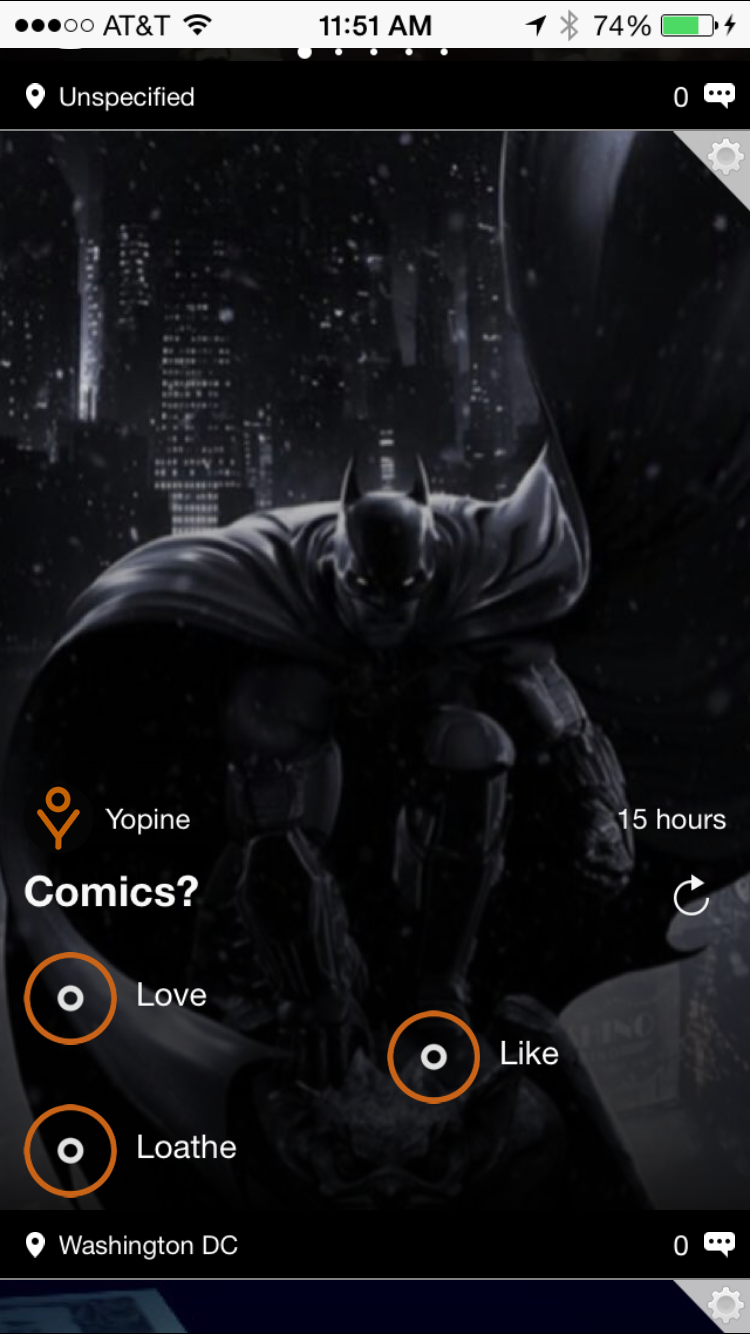 AT&T 11:51 AM 74%
Unspecified 0
Yopine 15 hours
Comics?
Love
Like
Loathe
Washington DC 0